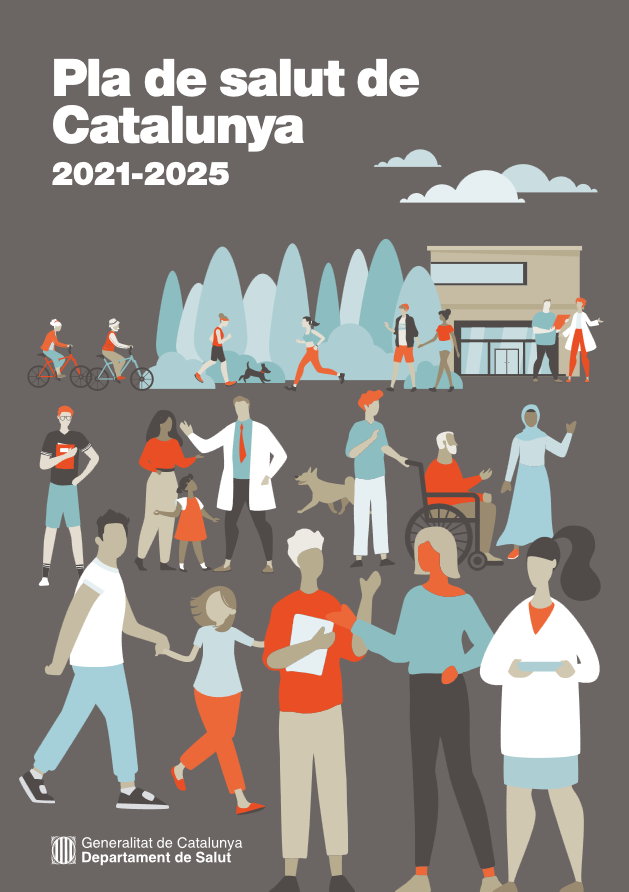 Pla de salut de
Catalunya
2021-2025
Generalitat de Catalunya
Departament de Salut